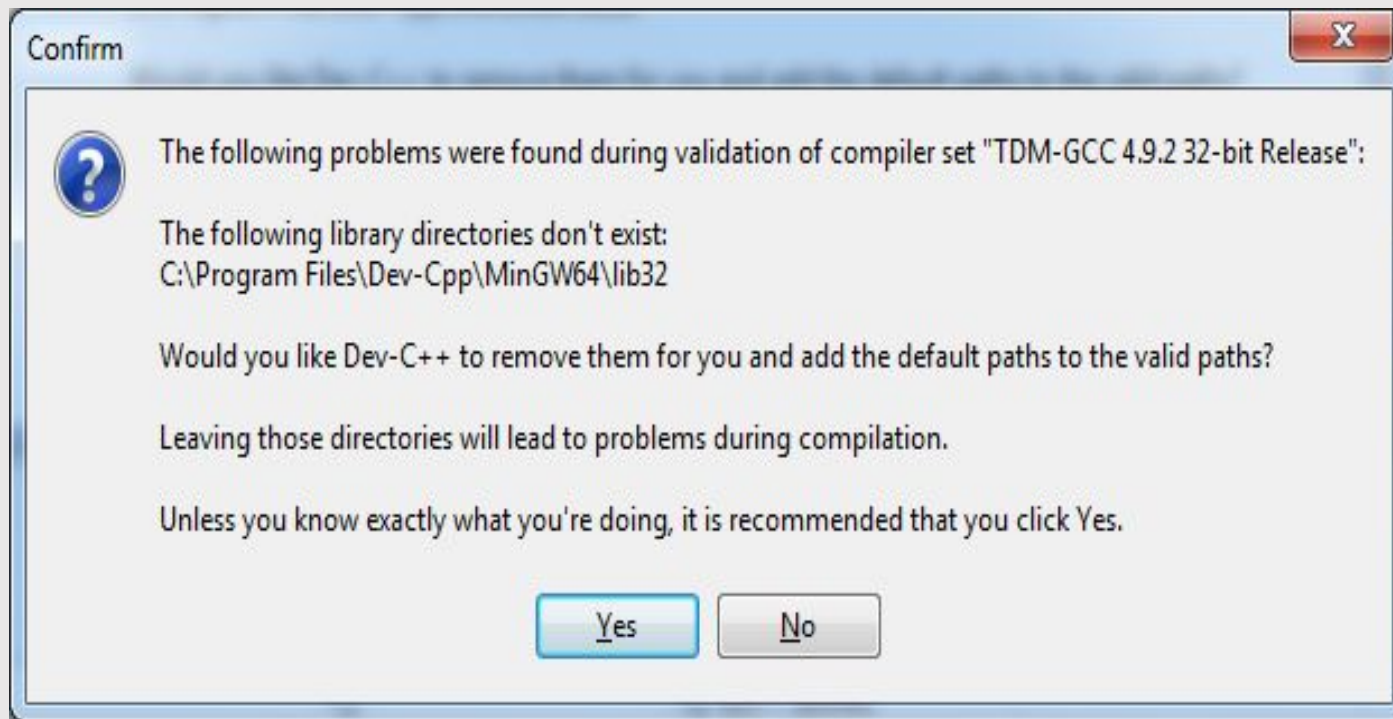 Confirm
X
?
The following problems were found during validation of compiler set "TDM-GCC 4.9.2 32-bit Release":
The following library directories don't exist:
C:\Program Files\Dev-Cpp\MinGW64\lib32
Would you like Dev-C++ to remove them for you and add the default paths to the valid paths?
Leaving those directories will lead to problems during compilation.
Unless you know exactly what you're doing, it is recommended that you click Yes.
Yes
No